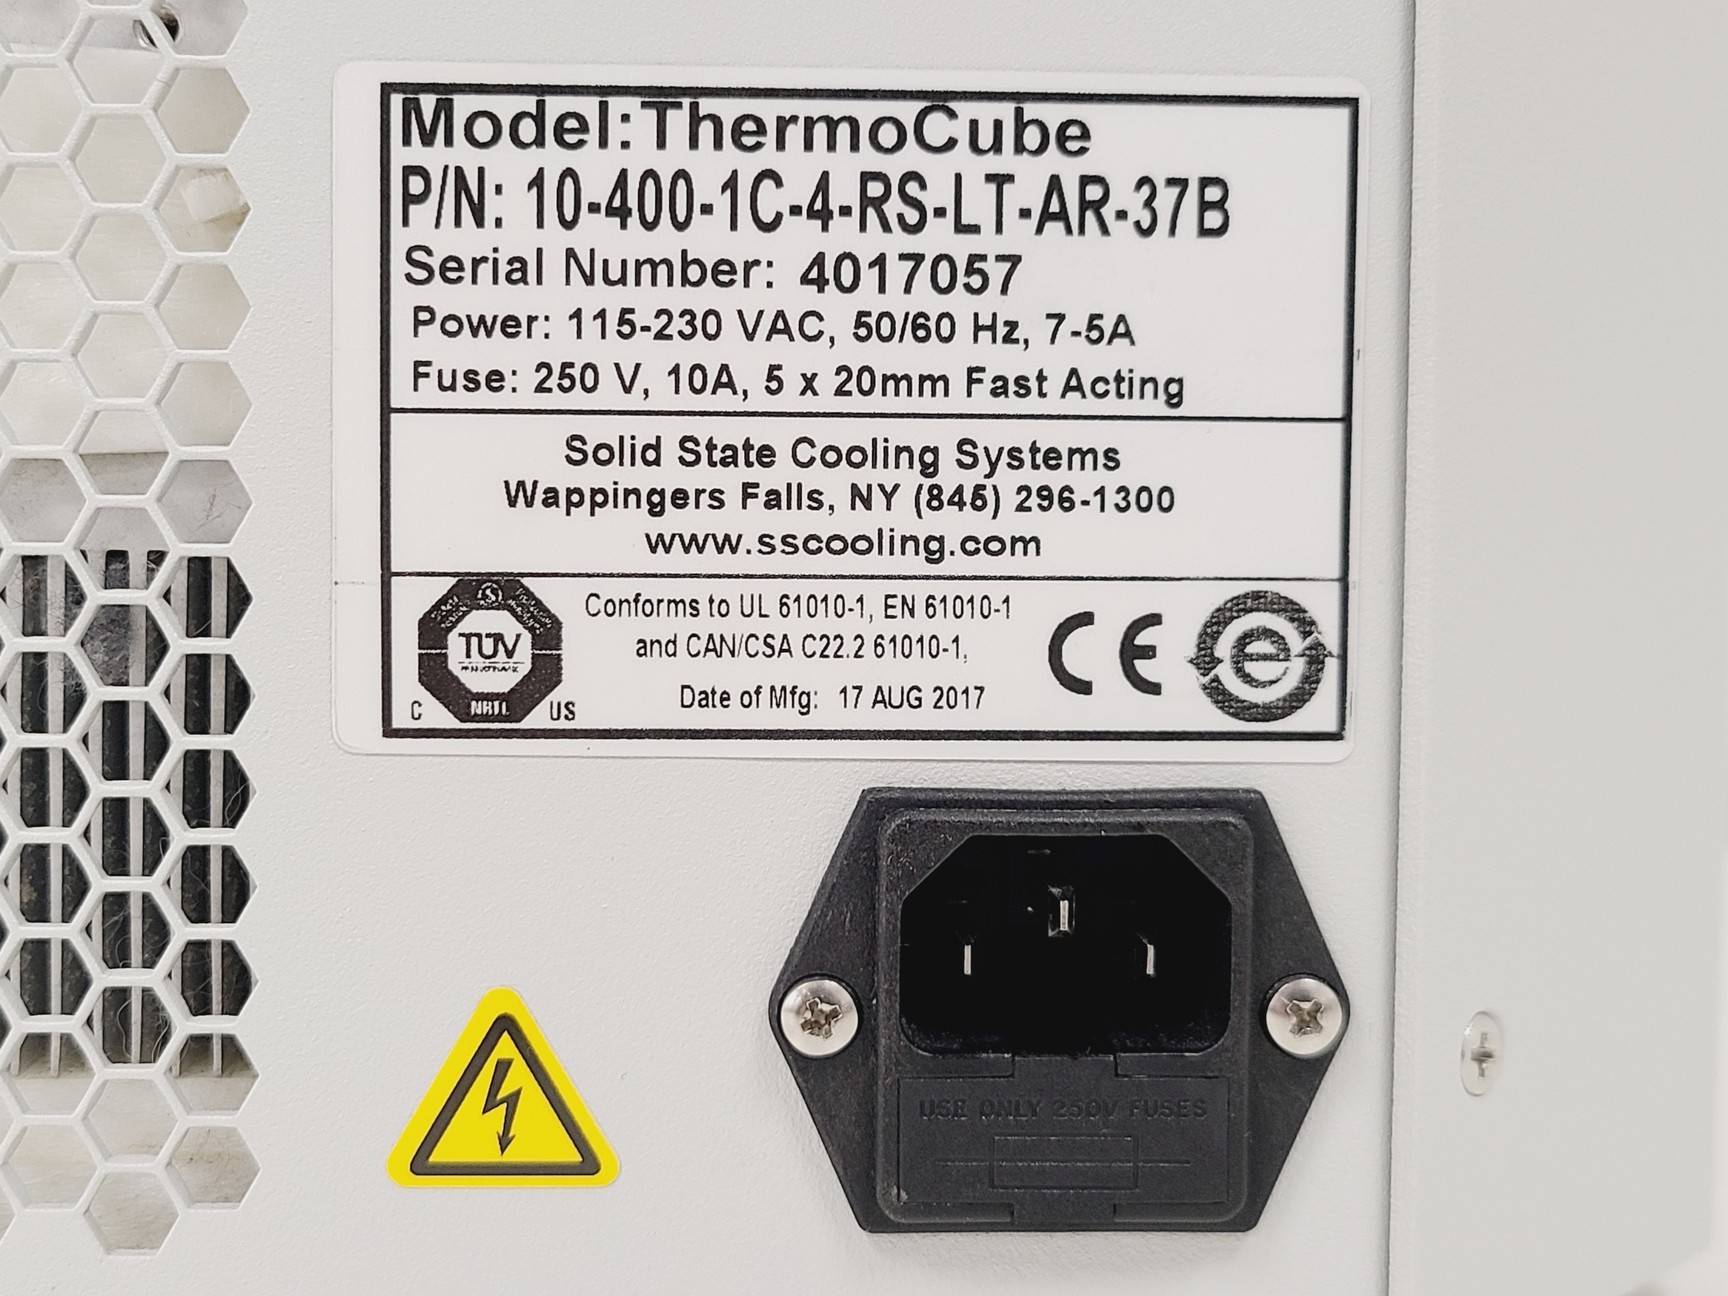 Model:ThermoCube
P/N: 10-400-1C-4-RS-LT-AR-37B
Serial Number: 4017057
Power: 115-230 VAC, 50/60 Hz, 7-5A
Fuse: 250 V, 10A, 5 x 20mm Fast Acting
Solid State Cooling Systems
Wappingers Falls, NY (845) 296-1300
www.sscooling.com
Conforms to UL 61010-1, EN 61010-1
and CAN/CSA C22.2 61010-1,
Date of Mfg: 17 AUG 2017
TÜV
C NRTL US
CE
e
USE ONLY 250V FUSES